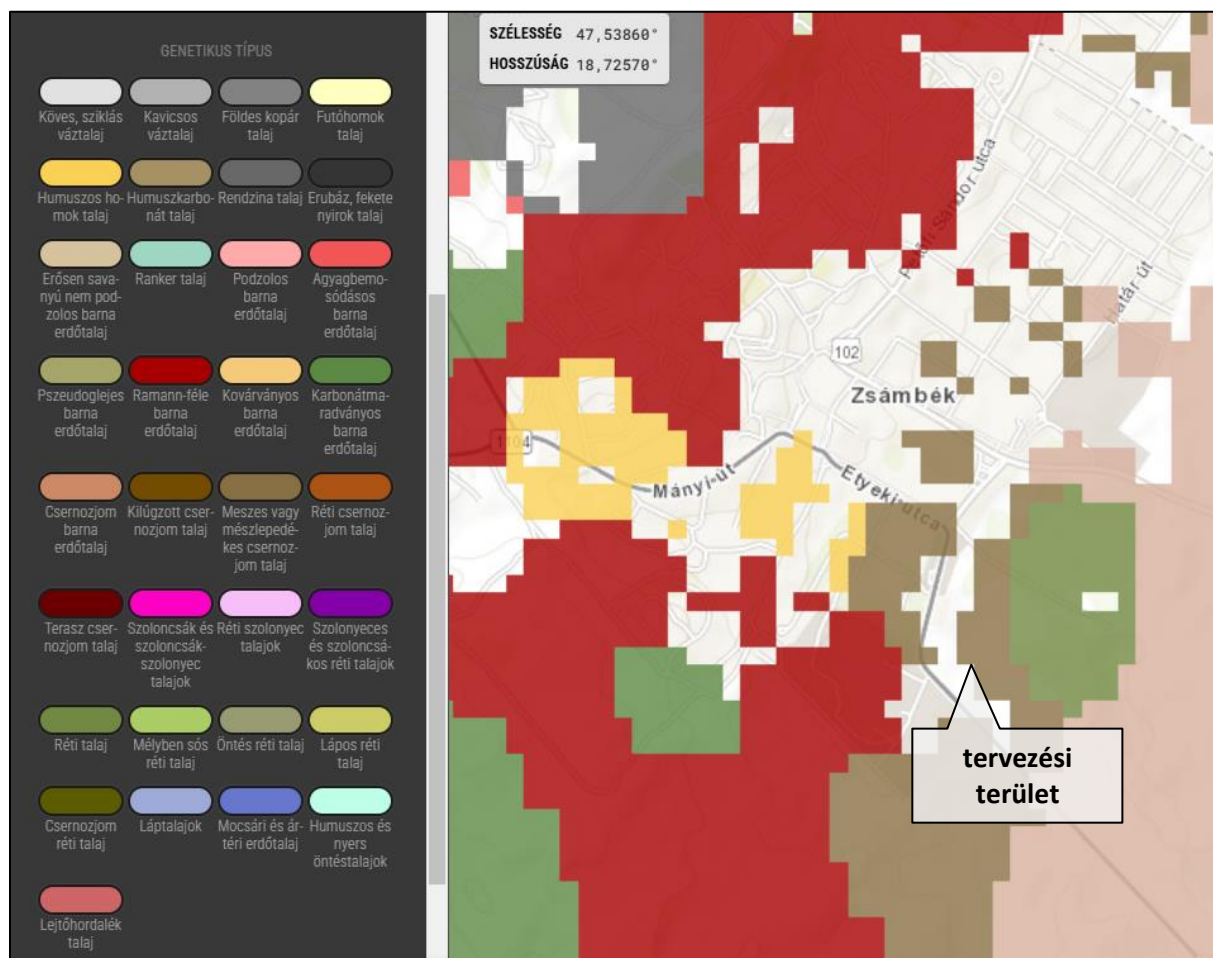 GENETIKUS TÍPUS
Köves, sziklás
váztalaj
Kavicsos
váztalaj
Földes kopár
talaj
Futóhomok
talaj
Humuszos ho-
mok talaj
Humuszkarbo-
nát talaj
Rendzina talaj
Erubáz, fekete
nyirok talaj
Erősen sava-
nyú nem pod-
zolos barna
erdőtalaj
Ranker talaj
Podzolos
barna
erdőtalaj
Agyagbemo-
sódásos
barna
erdőtalaj
Pszeudoglejes
barna
erdőtalaj
Ramann-féle
barna
erdőtalaj
Kovárványos
barna
erdőtalaj
Karbonátma-
radványos
barna
erdőtalaj
Csernozjom
barna
erdőtalaj
Kilúgzott cser-
nozjom talaj
Meszes vagy
mészlepedé-
kes csernoz-
jom talaj
Réti csernoz-
jom talaj
Terasz cser-
nozjom talaj
Szoloncsák és
szoloncsák-
szolonyec
talajok
Réti szolonyec
talajok
Szolonyeces
és szoloncsá-
kos réti talajok
Réti talaj
Mélyben sós
réti talaj
Öntés réti talaj
Lápos réti
talaj
Csernozjom
réti talaj
Láptalajok
Mocsári és ár-
téri erdőtalaj
Humuszos és
nyers
öntéstalajok
Lejtőhordalék
talaj
SZÉLESSÉG 47,53860°
HOSSZÚSÁG 18,72570°
Petőfi Sándor utca
Határ út
102
Zsámbék
1104
Mányi út
Etyeki utca
tervezési
terület